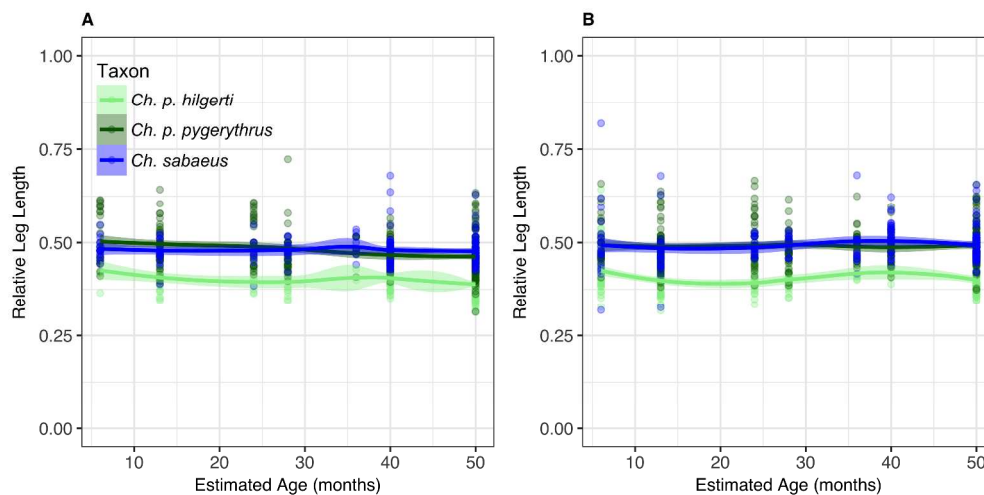 A
B
1.00
0.75
0.50
0.25
0.00
Relative Leg Length
Taxon
Ch. p. hilgerti
Ch. p. pygerythrus
Ch. sabaeus
10
20
30
40
50
Estimated Age (months)
1.00
0.75
0.50
0.25
0.00
Relative Leg Length
10
20
30
40
50
Estimated Age (months)